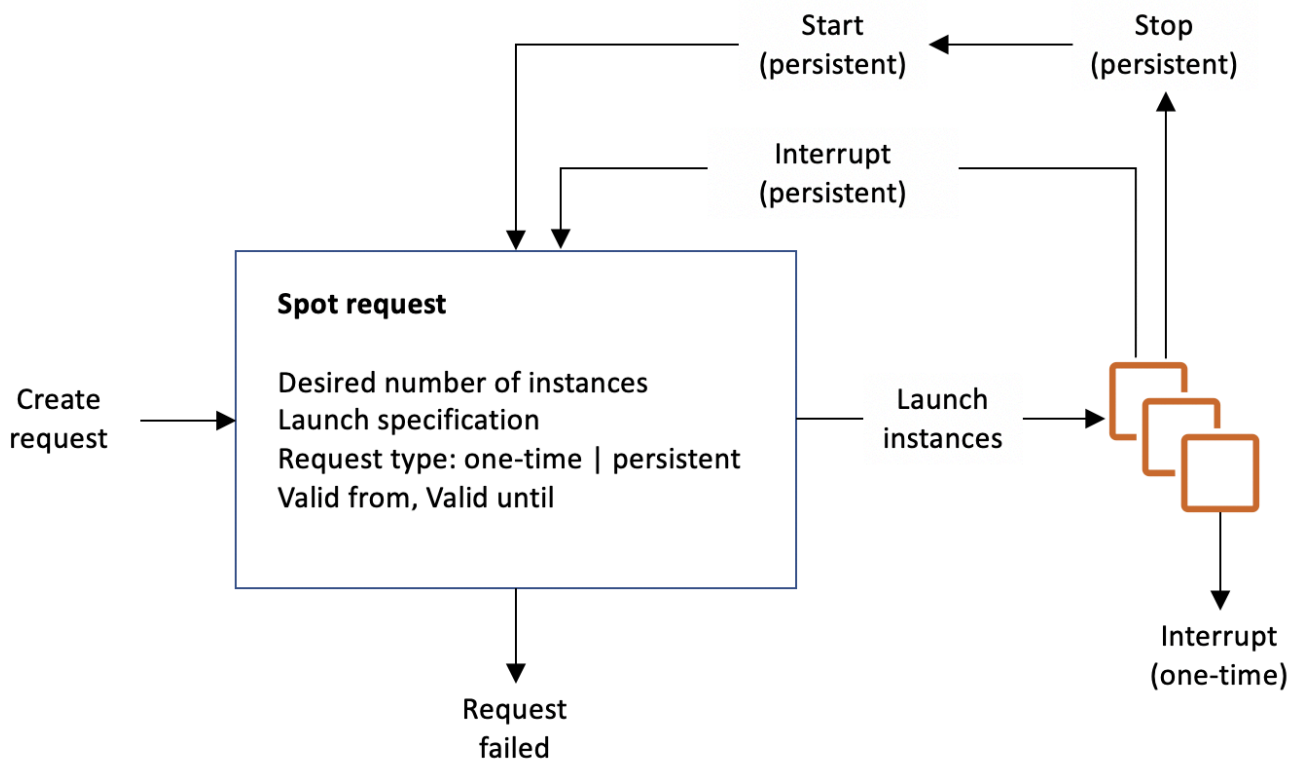 Start
(persistent)
Stop
(persistent)
Interrupt
(persistent)
Spot request
Desired number of instances
Launch specification
Request type: one-time | persistent
Valid from, Valid until
Create
request
Launch
instances
Interrupt
(one-time)
Request
failed